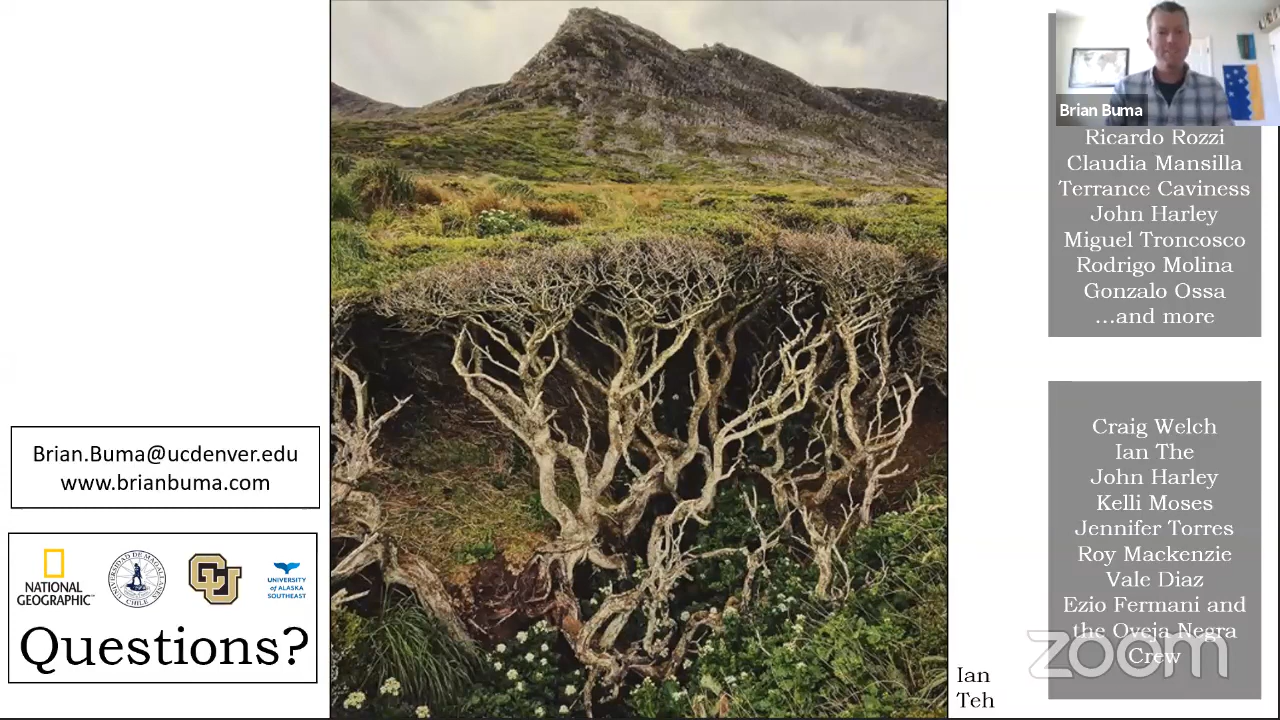 Brian Buma
Ricardo Rozzi
Claudia Mansilla
Terrance Caviness
John Harley
Miguel Troncosco
Rodrigo Molina
Gonzalo Ossa
...and more
Brian.Buma@ucdenver.edu
www.brianbuma.com
NATIONAL
GEOGRAPHIC
CU
UNIVERSITY
of ALASKA
SOUTHEAST
Questions?
Craig Welch
Ian The
John Harley
Kelli Moses
Jennifer Torres
Roy Mackenzie
Vale Diaz
Ezio Fermani and
the Oveja Negra
Crew
zoom
Ian
Teh